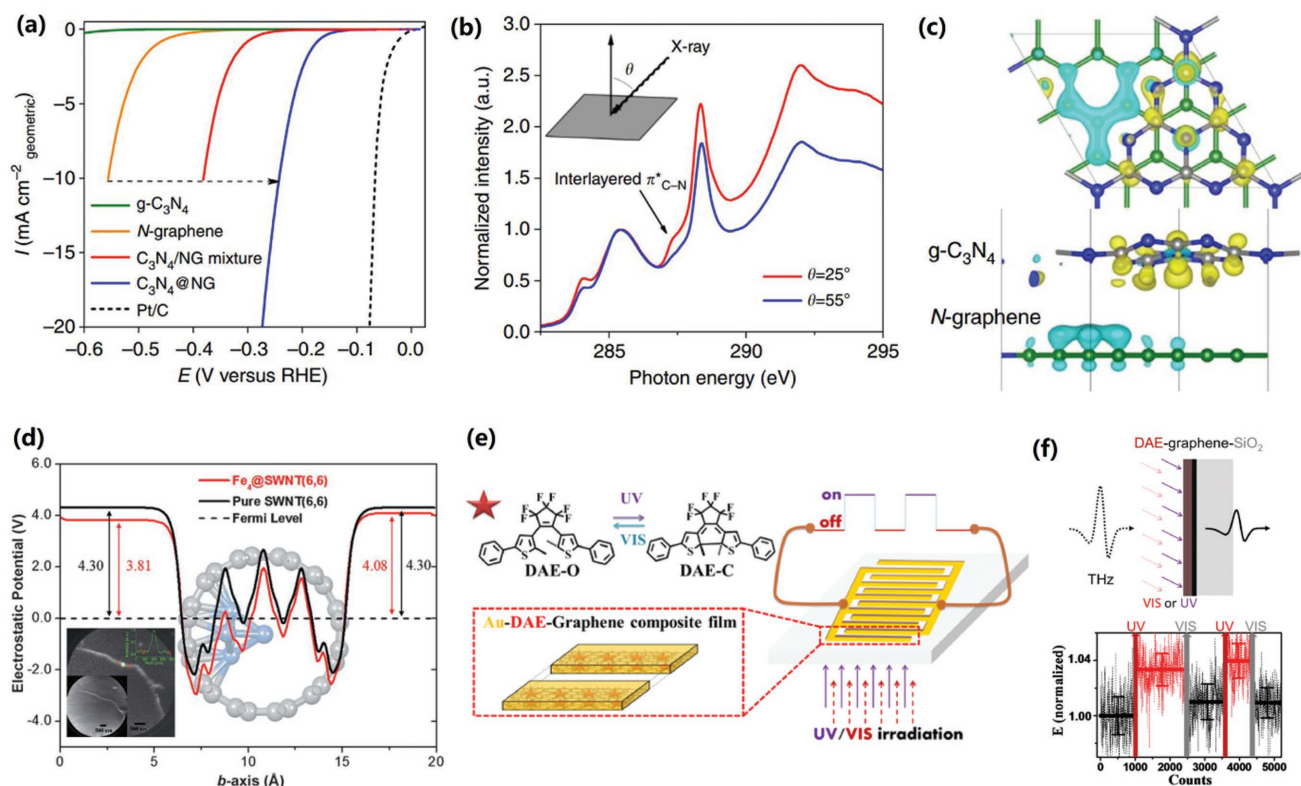 (a)
0
−5
−10
−15
−20
I (mA cm⁻² geometric)
g-C₃N₄
N-graphene
C₃N₄/NG mixture
C₃N₄@NG
Pt/C
−0.6 −0.5 −0.4 −0.3 −0.2 −0.1 0.0
E (V versus RHE)
(b)
3.0
2.5
2.0
1.5
1.0
0.5
0.0
Normalized intensity (a.u.)
θ
X-ray
Interlayered π*C–N
θ=25°
θ=55°
285 290 295
Photon energy (eV)
(c)
g-C₃N₄
N-graphene
(d)
6.0
4.0
2.0
0.0
-2.0
-4.0
Electrostatic Potential (V)
Fe₄@SWNT(6,6)
Pure SWNT(6,6)
Fermi Level
4.30
3.81
4.08
4.30
0 5 10 15 20
b-axis (Å)
(e)
F F F F F F
S S
DAE-O
UV
VIS
F F F F F F
S S
DAE-C
on
off
Au-DAE-Graphene composite film
UV/VIS irradiation
(f)
DAE-graphene-SiO₂
THz
VIS or UV
UV VIS UV VIS
1.04
1.00
E (normalized)
0 1000 2000 3000 4000 5000
Counts